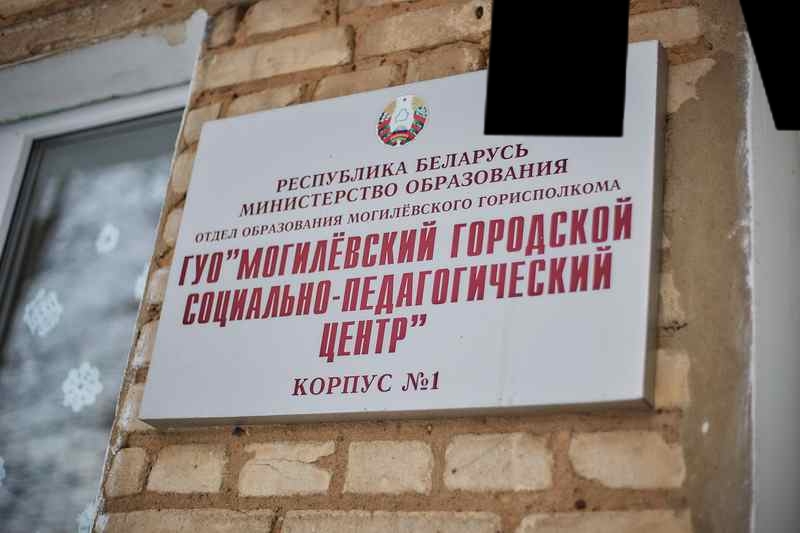 РЕСПУБЛИКА БЕЛАРУСЬ
МИНИСТЕРСТВО ОБРАЗОВАНИЯ
ОТДЕЛ ОБРАЗОВАНИЯ МОГИЛЁВСКОГО ГОРИСПОЛКОМА
ГУО"МОГИЛЁВСКИЙ ГОРОДСКОЙ
СОЦИАЛЬНО-ПЕДАГОГИЧЕСКИЙ
ЦЕНТР"
КОРПУС №1